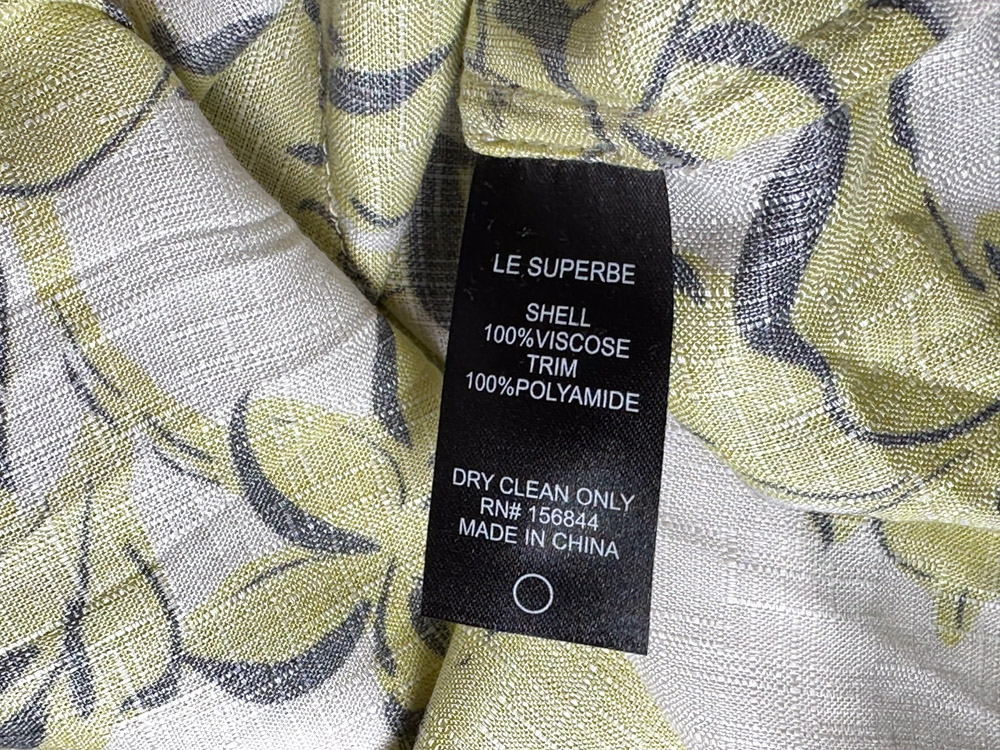 LE SUPERBE
SHELL
100%VISCOSE
TRIM
100%POLYAMIDE
DRY CLEAN ONLY
RN# 156844
MADE IN CHINA